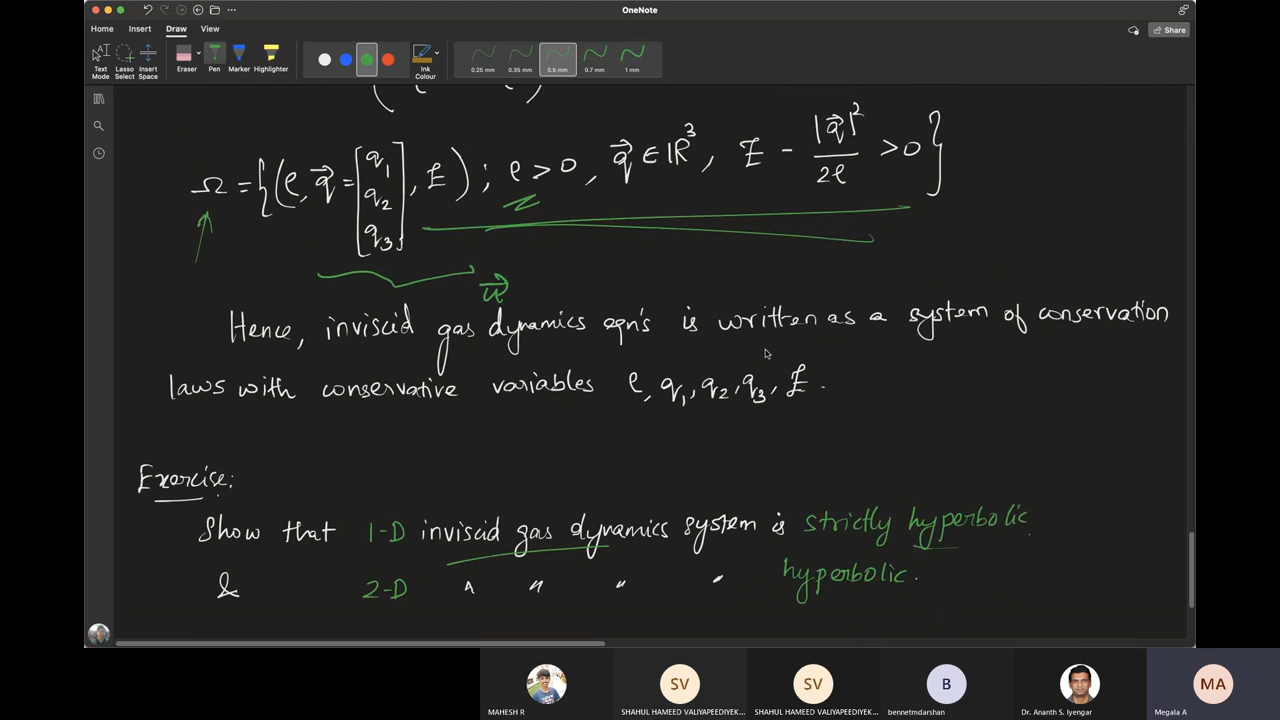 OneNote
Home Insert Draw View
Share
Text Mode Lasso Select Insert Space Eraser Pen Marker Highlighter Ink Colour 0.25 mm 0.35 mm 0.5 mm 0.7 mm 1 mm
Ω = {(ρ, q⃗ = [q₁ q₂ q₃], E); ρ > 0, q⃗ ∈ ℝ³, E - |q⃗|²/2ρ > 0}
u⃗
Hence, inviscid gas dynamics eqn's is written as a system of conservation
laws with conservative variables ρ, q₁, q₂, q₃, E.
Exercise:
Show that 1-D inviscid gas dynamics system is strictly hyperbolic.
& 2-D " " " " hyperbolic.
SV SV B MA
MAHESH R SHAHUL HAMEED VALIYAPEEDIYEK... SHAHUL HAMEED VALIYAPEEDIYEK... bennetmdarshan Dr. Ananth S. Iyengar Megala A